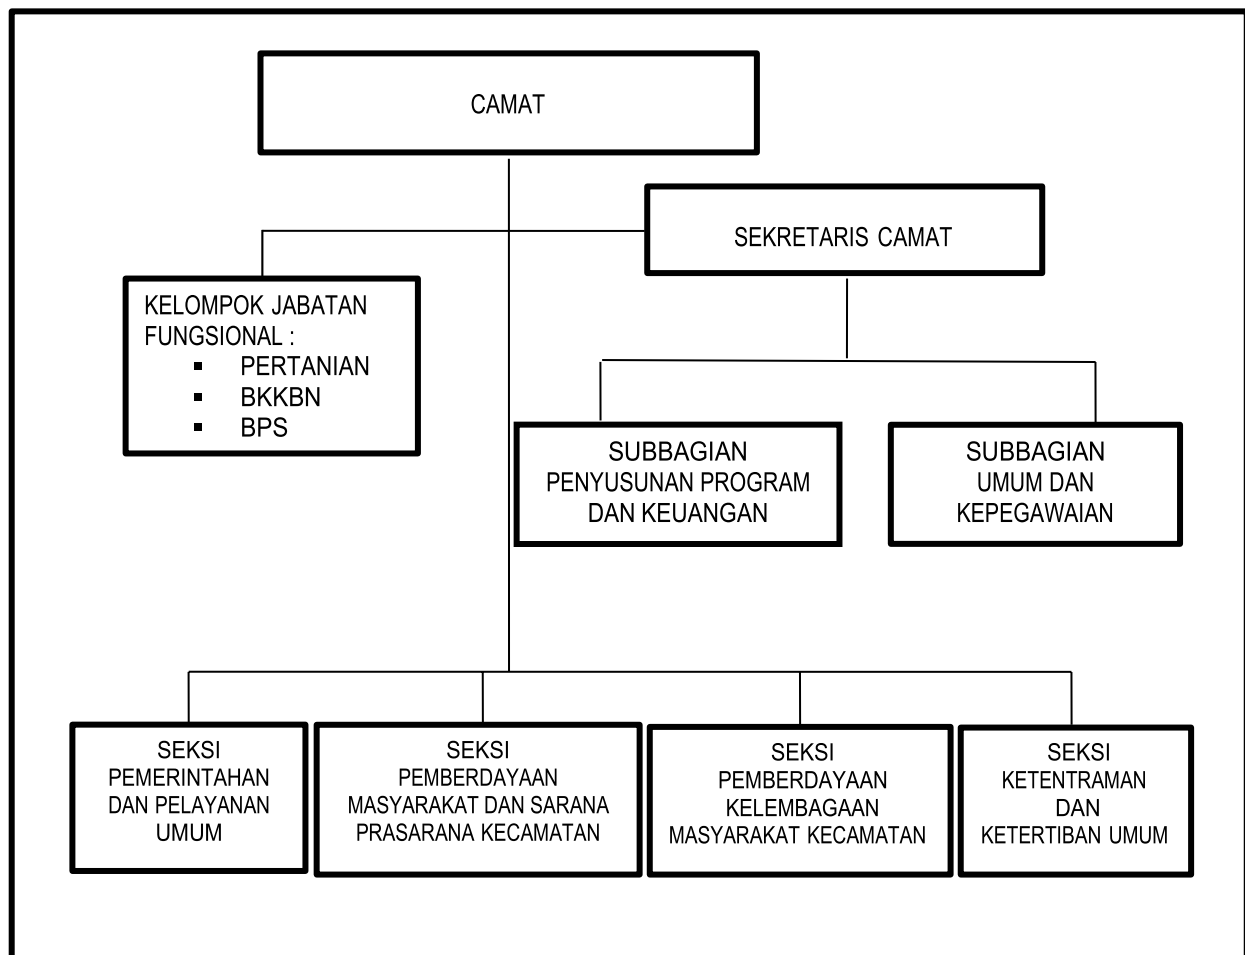 CAMAT
SEKRETARIS CAMAT
KELOMPOK JABATAN
FUNGSIONAL :
▪ PERTANIAN
▪ BKKBN
▪ BPS
SUBBAGIAN
PENYUSUNAN PROGRAM
DAN KEUANGAN
SUBBAGIAN
UMUM DAN
KEPEGAWAIAN
SEKSI
PEMERINTAHAN
DAN PELAYANAN
UMUM
SEKSI
PEMBERDAYAAN
MASYARAKAT DAN SARANA
PRASARANA KECAMATAN
SEKSI
PEMBERDAYAAN
KELEMBAGAAN
MASYARAKAT KECAMATAN
SEKSI
KETENTRAMAN
DAN
KETERTIBAN UMUM